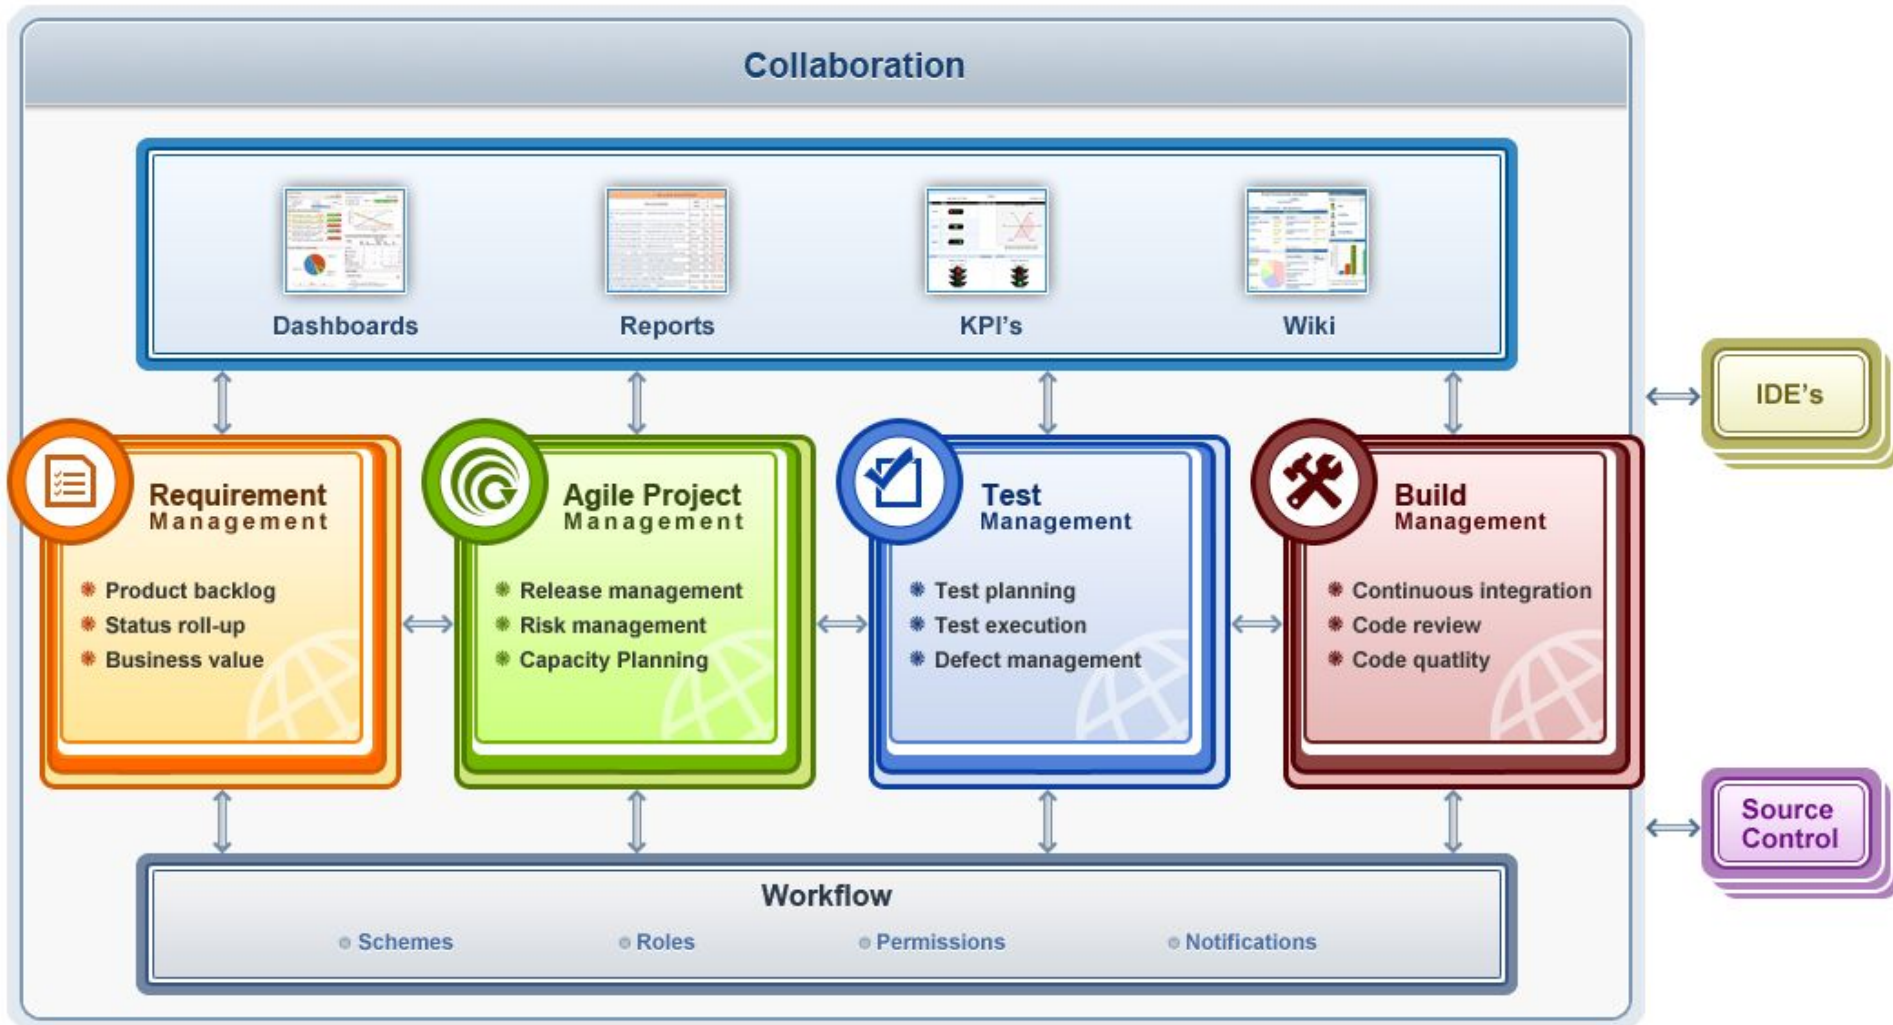 Collaboration
Dashboards
Reports
KPI's
Wiki
IDE's
Requirement
Management
Product backlog
Status roll-up
Business value
Agile Project
Management
Release management
Risk management
Capacity Planning
Test
Management
Test planning
Test execution
Defect management
Build
Management
Continuous integration
Code review
Code quatlity
Source
Control
Workflow
Schemes
Roles
Permissions
Notifications